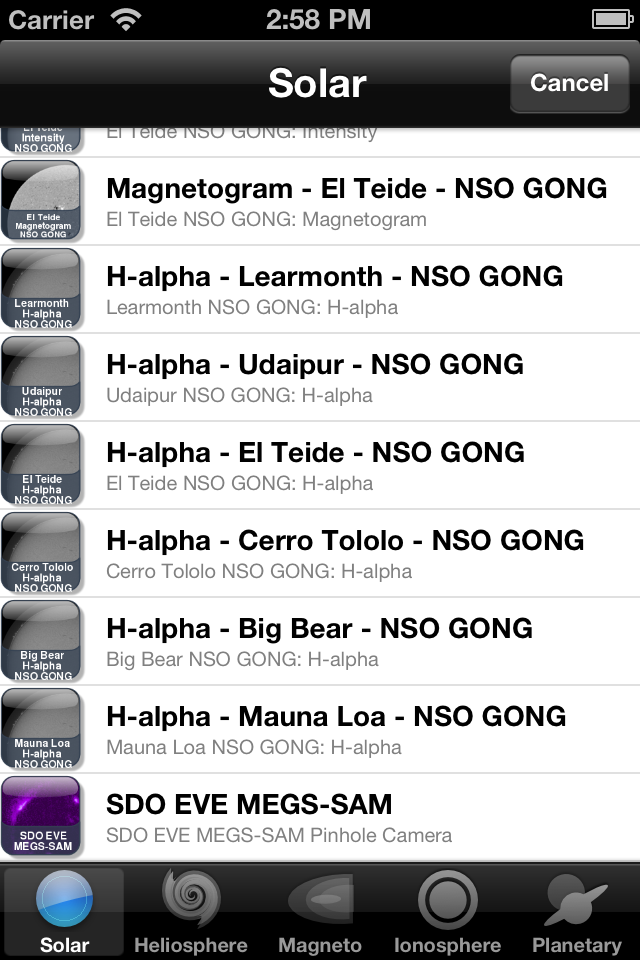 Carrier 2:58 PM
Solar
Cancel
El Teide
Intensity
NSO GONG
El Teide NSO GONG: Intensity
El Teide
Magnetogram
NSO GONG
Magnetogram - El Teide - NSO GONG
El Teide NSO GONG: Magnetogram
Learmonth
H-alpha
NSO GONG
H-alpha - Learmonth - NSO GONG
Learmonth NSO GONG: H-alpha
Udaipur
H-alpha
NSO GONG
H-alpha - Udaipur - NSO GONG
Udaipur NSO GONG: H-alpha
El Teide
H-alpha
NSO GONG
H-alpha - El Teide - NSO GONG
El Teide NSO GONG: H-alpha
Cerro Tololo
H-alpha
NSO GONG
H-alpha - Cerro Tololo - NSO GONG
Cerro Tololo NSO GONG: H-alpha
Big Bear
H-alpha
NSO GONG
H-alpha - Big Bear - NSO GONG
Big Bear NSO GONG: H-alpha
Mauna Loa
H-alpha
NSO GONG
H-alpha - Mauna Loa - NSO GONG
Mauna Loa NSO GONG: H-alpha
SDO EVE
MEGS-SAM
SDO EVE MEGS-SAM
SDO EVE MEGS-SAM Pinhole Camera
Solar Heliosphere Magneto Ionosphere Planetary